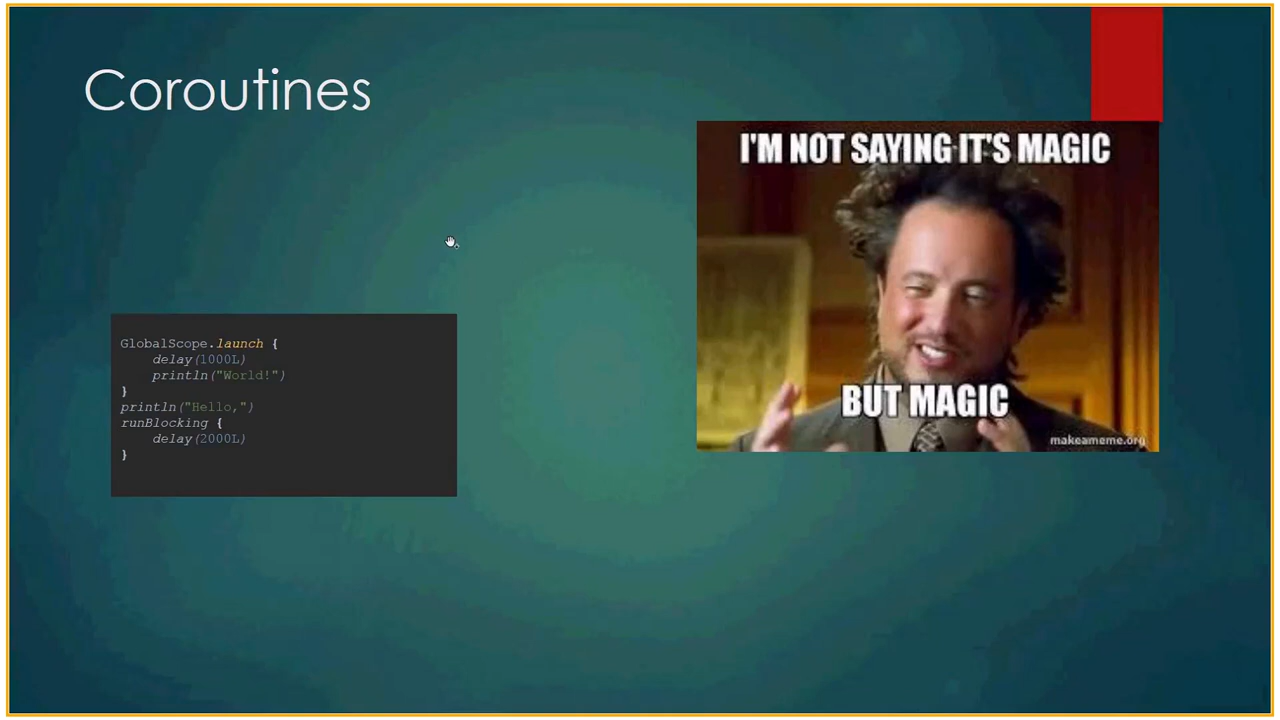 Coroutines
I'M NOT SAYING IT'S MAGIC
BUT MAGIC
makeameme.org
GlobalScope.launch {
    delay(1000L)
    println("World!")
}
println("Hello,")
runBlocking {
    delay(2000L)
}